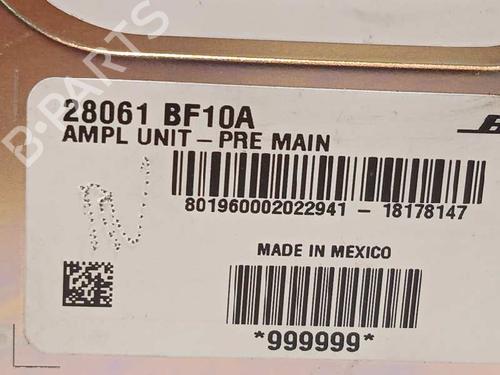 B-PARTS
28061 BF10A
AMPL UNIT – PRE MAIN
801960002022941 – 18178147
MADE IN MEXICO
*999999*